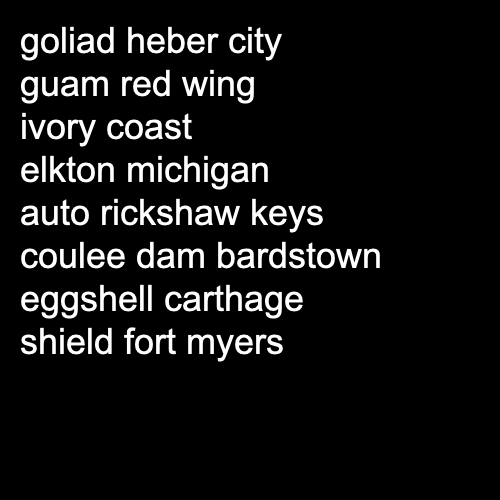 goliad heber city
guam red wing
ivory coast
elkton michigan
auto rickshaw keys
coulee dam bardstown
eggshell carthage
shield fort myers